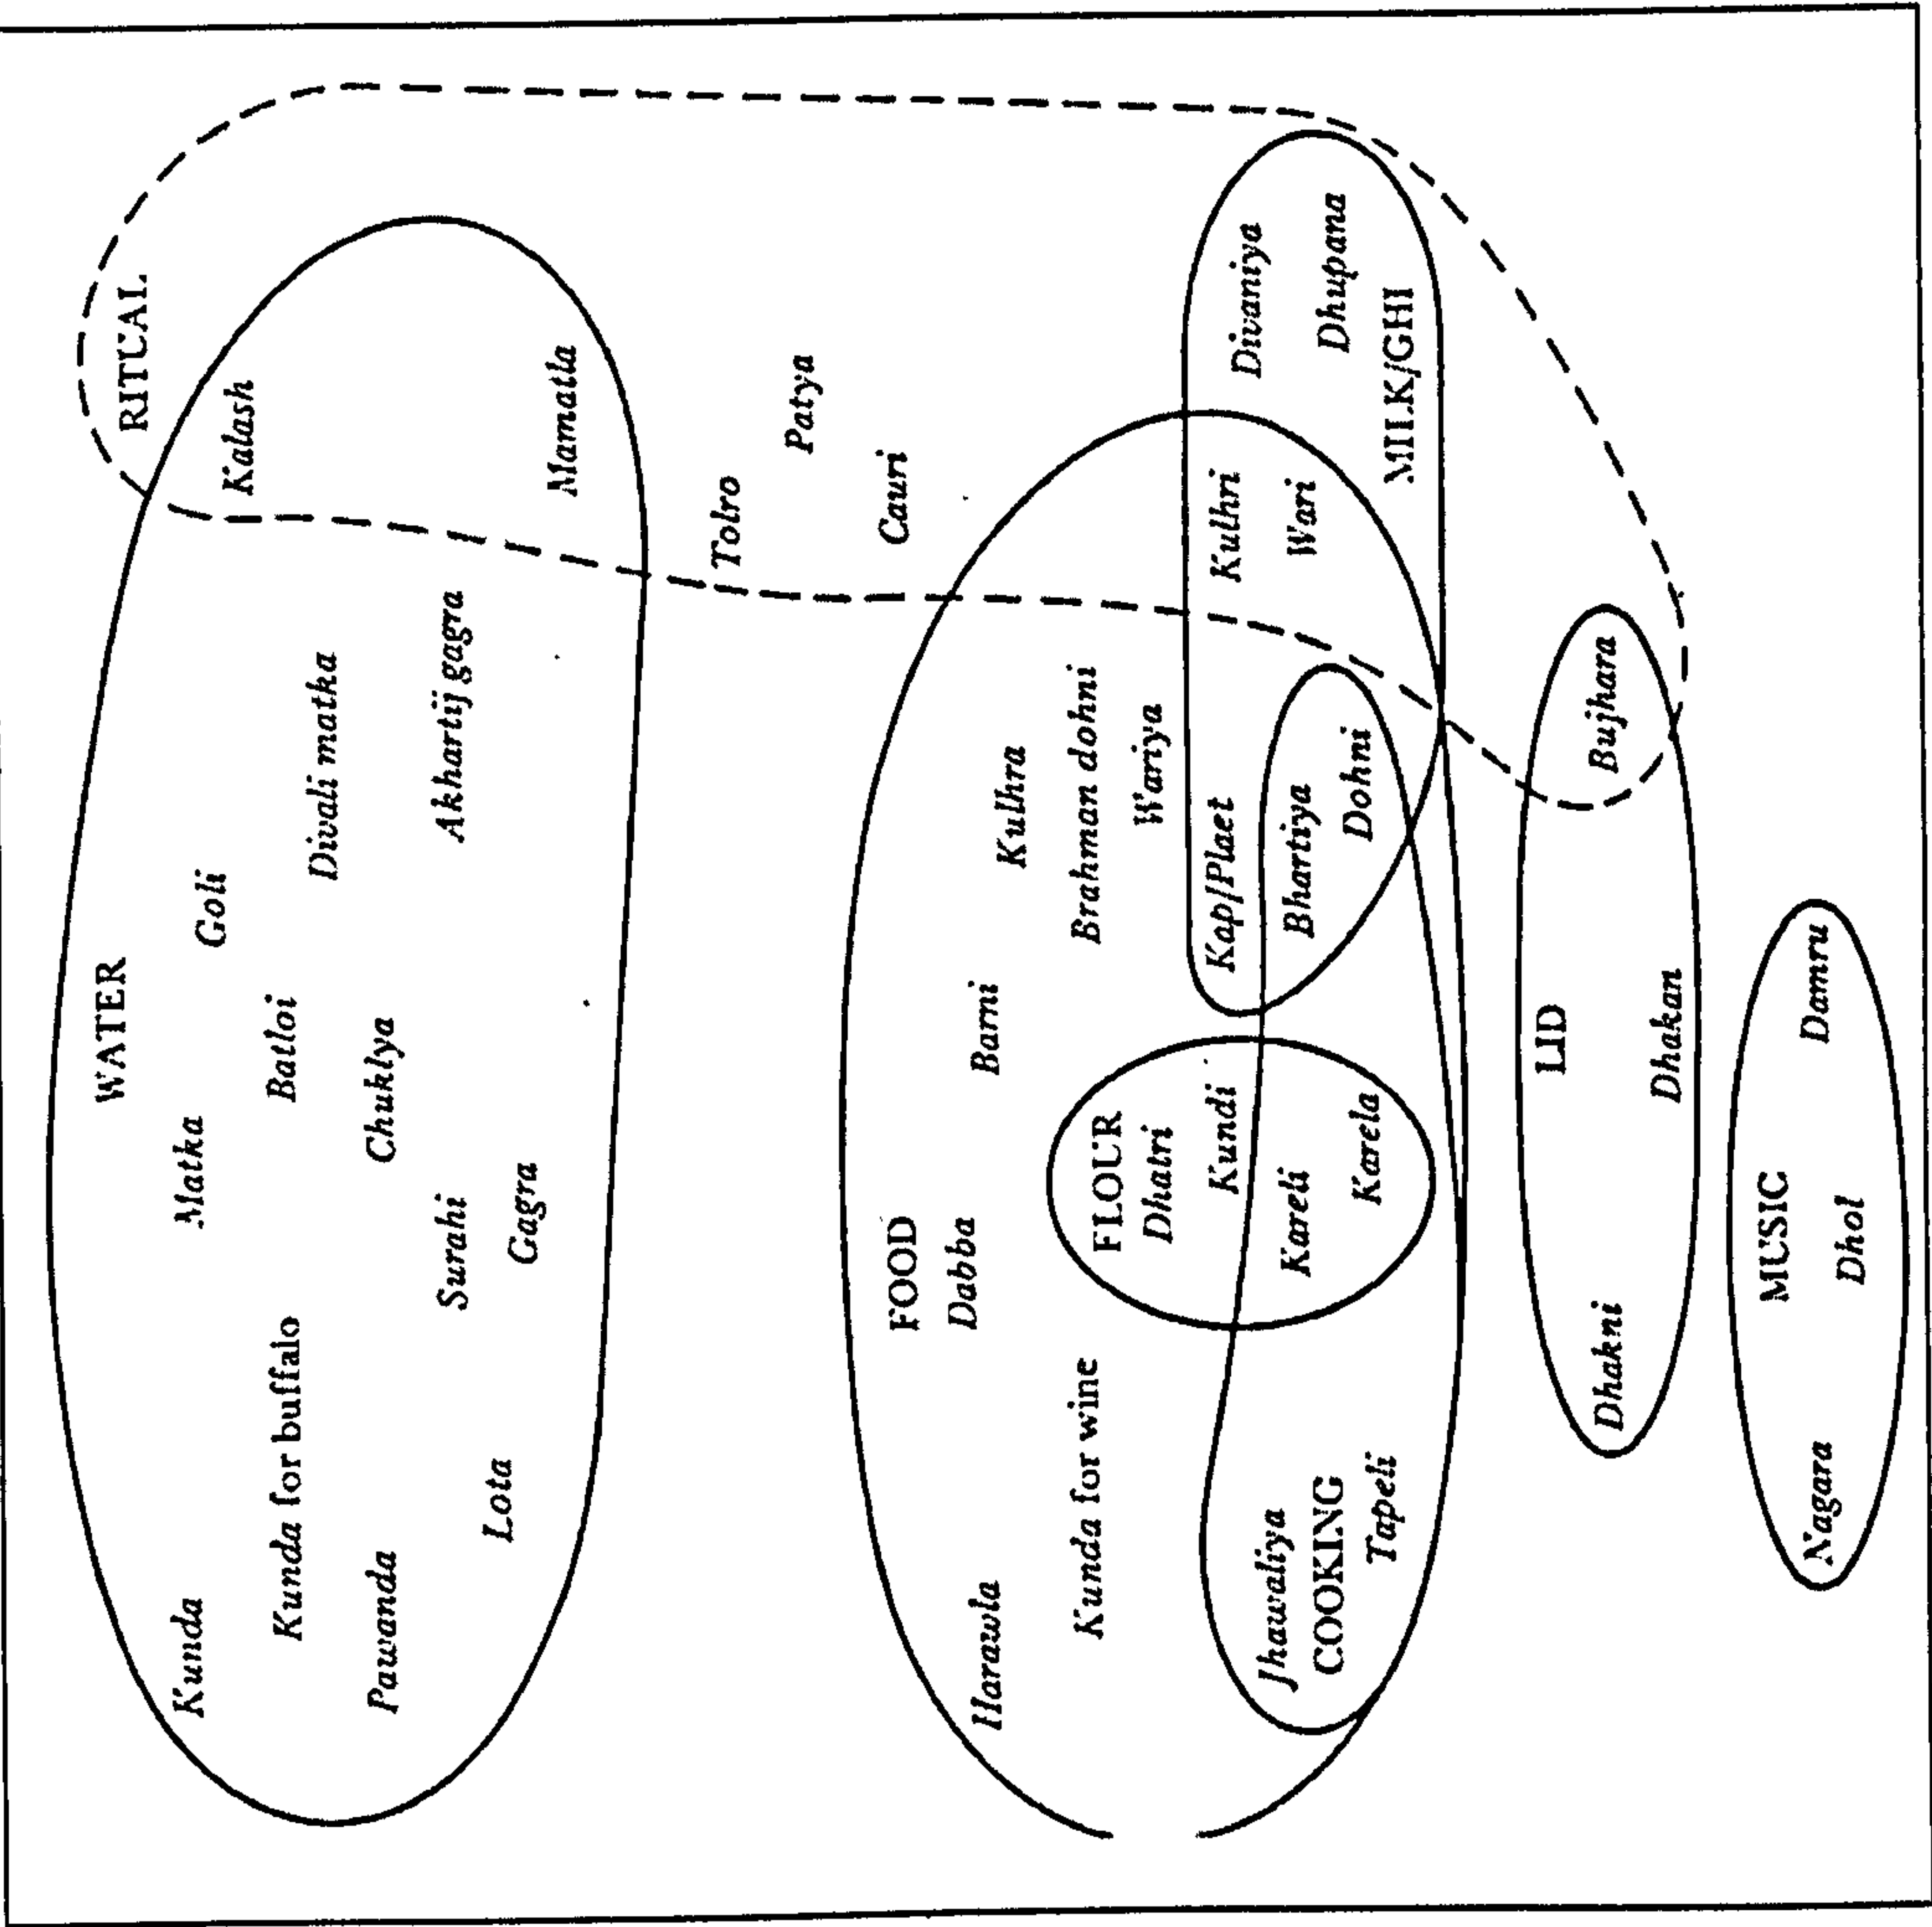 RITUAL
WATER
Kalash
Goli
Matka
Kunda
Divali matka
Batloi
Kunda for buffalo
Chuklya
Pawanda
Akhartij gagra
Surahi
Lota
Gagra
Mamatla
Tolro
Patya
Cauri
FOOD
Dabba
Barni
Kulhra
Harawla
Kunda for wine
Brahman dohni
Wariya
FLOUR
Dhatri
Kundi
Kareli
Karela
Kap/Plaet
Kulhri
Wari
Divaniya
Dhupana
MILK/GHI
Bhartiya
Dohni
Jhawaliya
COOKING
Tapeli
LID
Bujhara
Dhakni
Dhakan
MUSIC
Nagara
Dhol
Damru